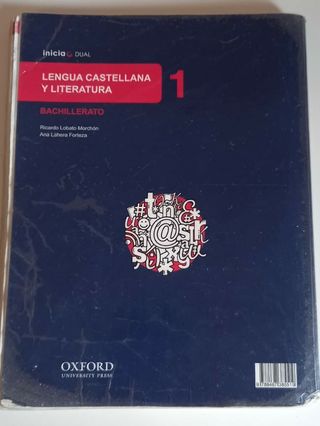 inicia DUAL
LENGUA CASTELLANA
Y LITERATURA
1
BACHILLERATO
Ricardo Lobato Morchón
Ana Lahera Forteza
OXFORD
UNIVERSITY PRESS